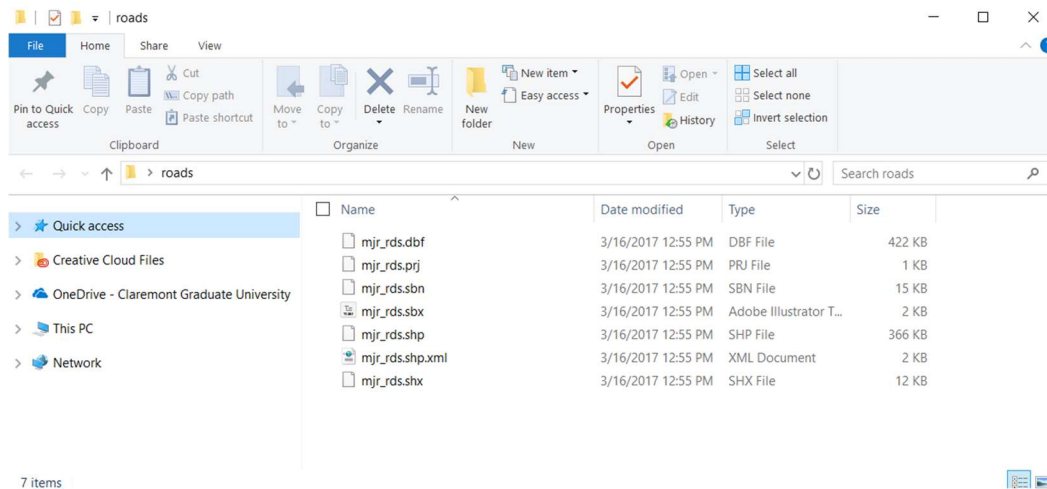 roads
File Home Share View
Pin to Quick access Copy Paste Cut Copy path Paste shortcut
Move to Copy to Delete Rename New folder New item Easy access
Properties Open Edit History Select all Select none Invert selection
Clipboard Organize New Open Select
roads Search roads
Quick access
Creative Cloud Files
OneDrive - Claremont Graduate University
This PC
Network
Name Date modified Type Size
mjr_rds.dbf 3/16/2017 12:55 PM DBF File 422 KB
mjr_rds.prj 3/16/2017 12:55 PM PRJ File 1 KB
mjr_rds.sbn 3/16/2017 12:55 PM SBN File 15 KB
mjr_rds.sbx 3/16/2017 12:55 PM Adobe Illustrator T... 2 KB
mjr_rds.shp 3/16/2017 12:55 PM SHP File 366 KB
mjr_rds.shp.xml 3/16/2017 12:55 PM XML Document 2 KB
mjr_rds.shx 3/16/2017 12:55 PM SHX File 12 KB
7 items